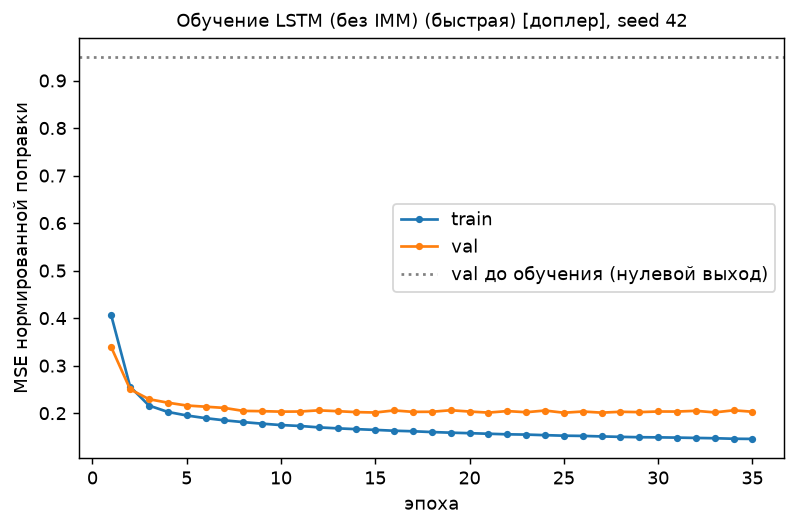 Обучение LSTM (без IMM) (быстрая) [доплер], seed 42
MSE нормированной поправки
0.9
0.8
0.7
0.6
0.5
0.4
0.3
0.2
train
val
val до обучения (нулевой выход)
0 5 10 15 20 25 30 35
эпоха